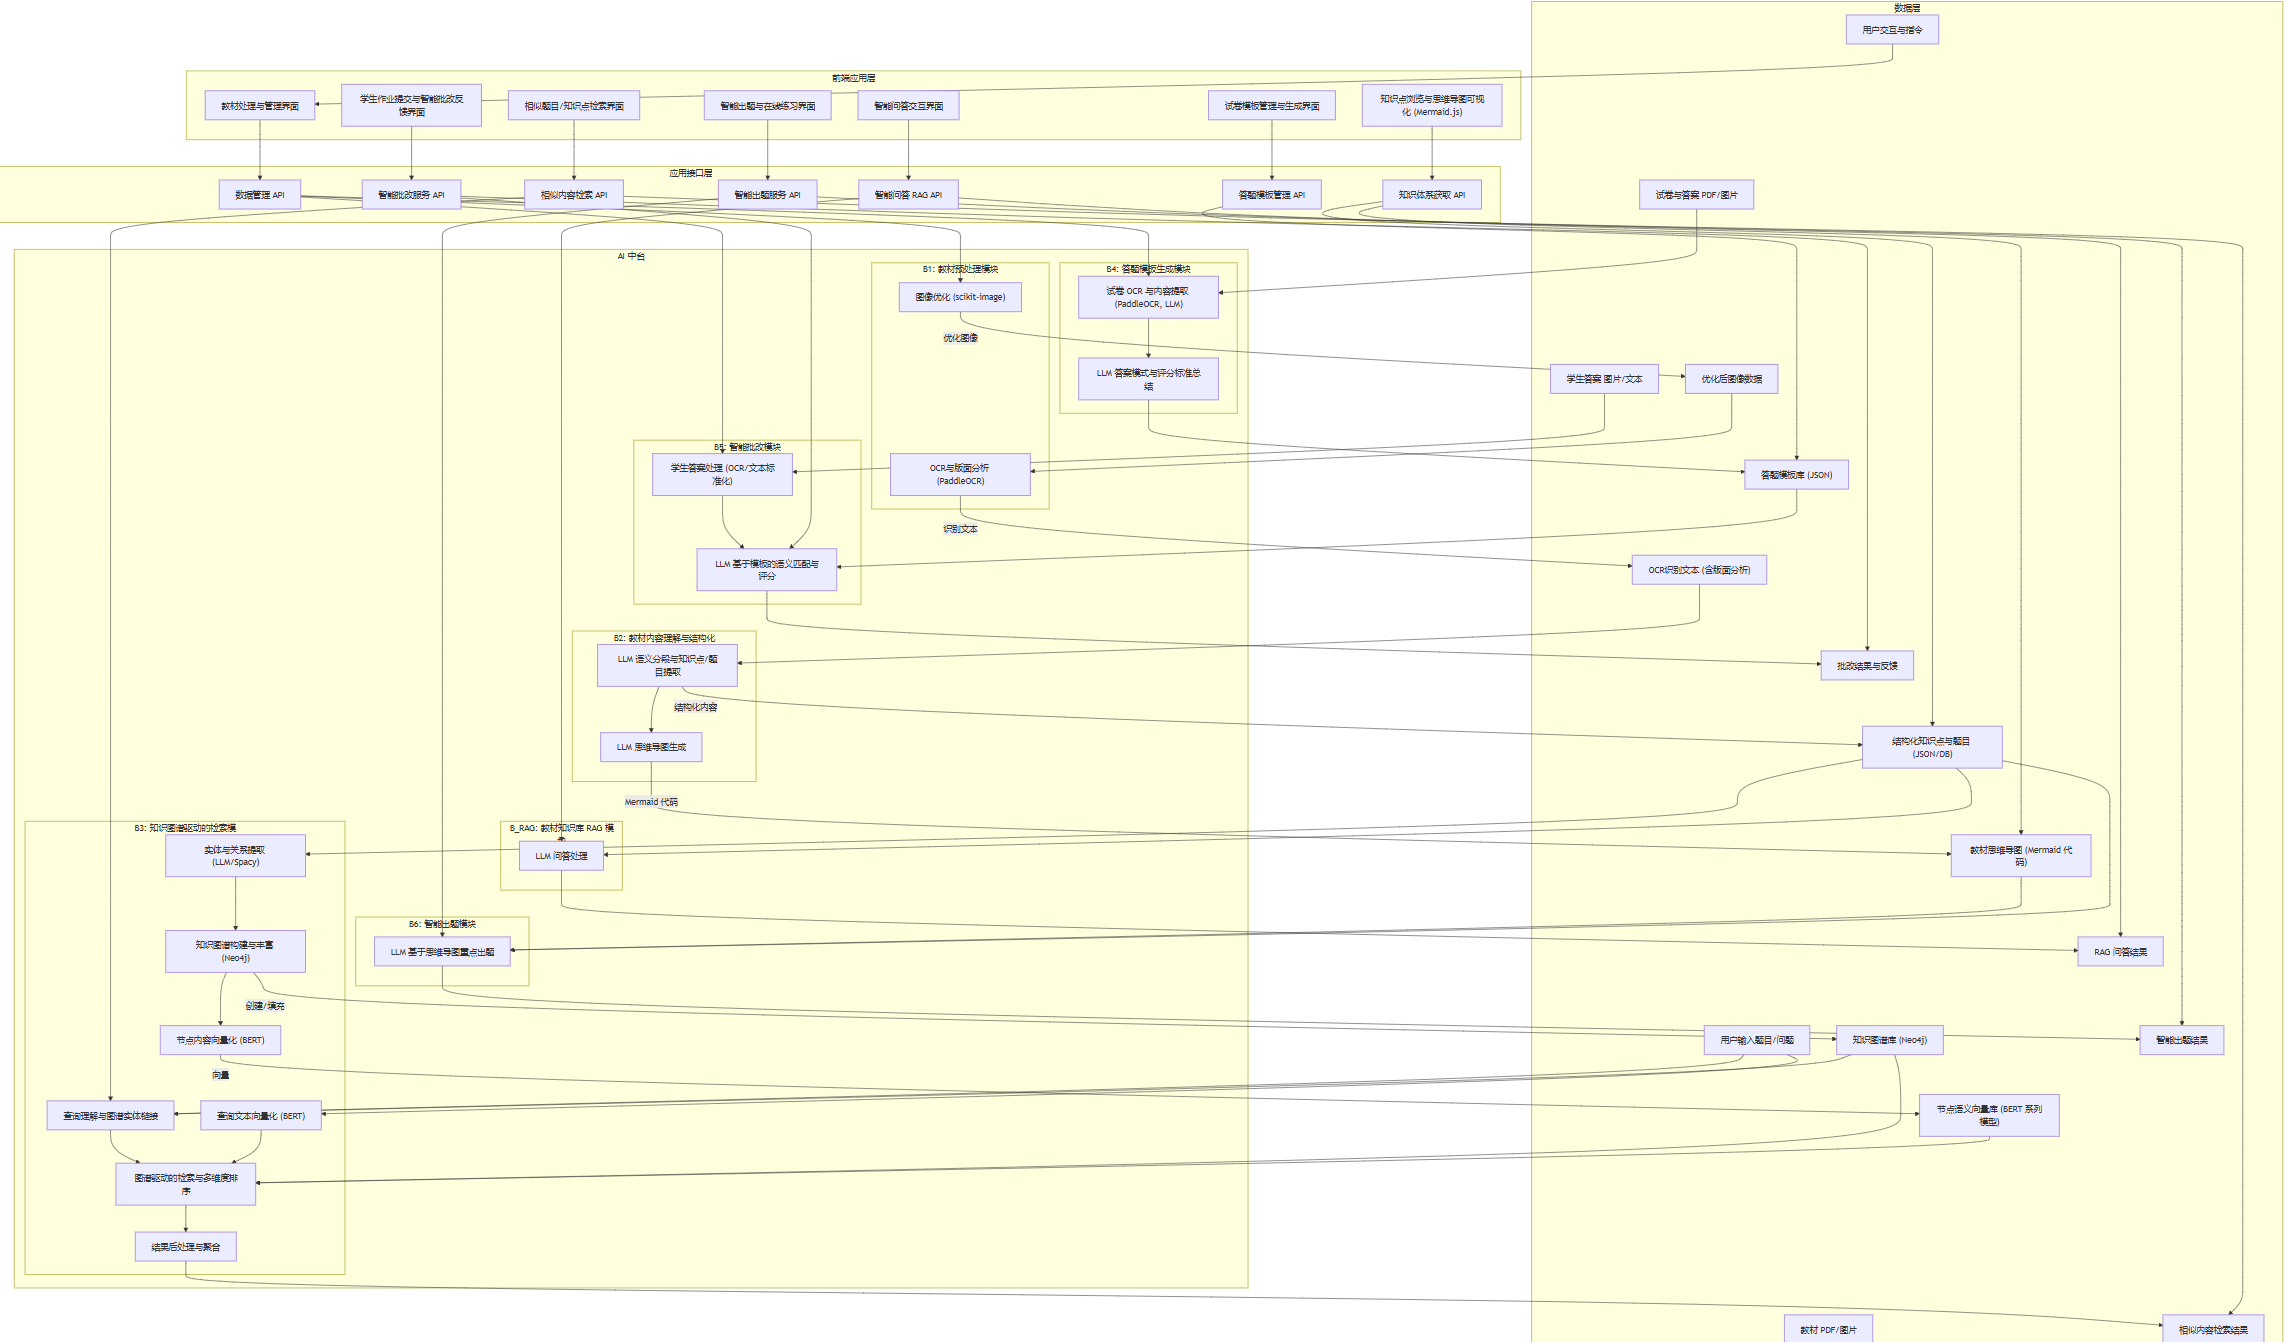 数据层
用户交互与指令
前端应用层
教材处理与管理界面
学生作业提交与智能批改反
馈界面
相似题目/知识点检索界面
智能出题与在线练习界面
智能问答交互界面
试卷模板管理与生成界面
知识点浏览与思维导图可视
化 (Mermaid.js)
应用接口层
数据管理 API
智能批改服务 API
相似内容检索 API
智能出题服务 API
智能问答 RAG API
答题模板管理 API
知识体系获取 API
试卷与答案 PDF/图片
AI 中台
B1: 教材预处理模块
图像优化 (scikit-image)
优化图像
B4: 答题模板生成模块
试卷 OCR 与内容提取
(PaddleOCR, LLM)
LLM 答案模式与评分标准总
结
学生答案 图片/文本
优化后图像数据
B5: 智能批改模块
学生答案处理 (OCR/文本标
准化)
OCR与版面分析
(PaddleOCR)
答题模板库 (JSON)
识别文本
LLM 基于模板的语义匹配与
评分
OCR识别文本 (含版面分析)
B2: 教材内容理解与结构化
LLM 语义分段与知识点/题
目提取
批改结果与反馈
结构化内容
LLM 思维导图生成
结构化知识点与题目
(JSON/DB)
Mermaid 代码
B3: 知识图谱驱动的检索模
实体与关系提取
(LLM/Spacy)
B_RAG: 教材知识库 RAG 模
LLM 问答处理
教材思维导图 (Mermaid 代
码)
B6: 智能出题模块
LLM 基于思维导图重点出题
知识图谱构建与丰富
(Neo4j)
RAG 问答结果
创建/填充
节点内容向量化 (BERT)
用户输入题目/问题
知识图谱库 (Neo4j)
智能出题结果
向量
查询理解与图谱实体链接
查询文本向量化 (BERT)
节点语义向量库 (BERT 系列
模型)
图谱驱动的检索与多维度排
序
结果后处理与聚合
教材 PDF/图片
相似内容检索结果